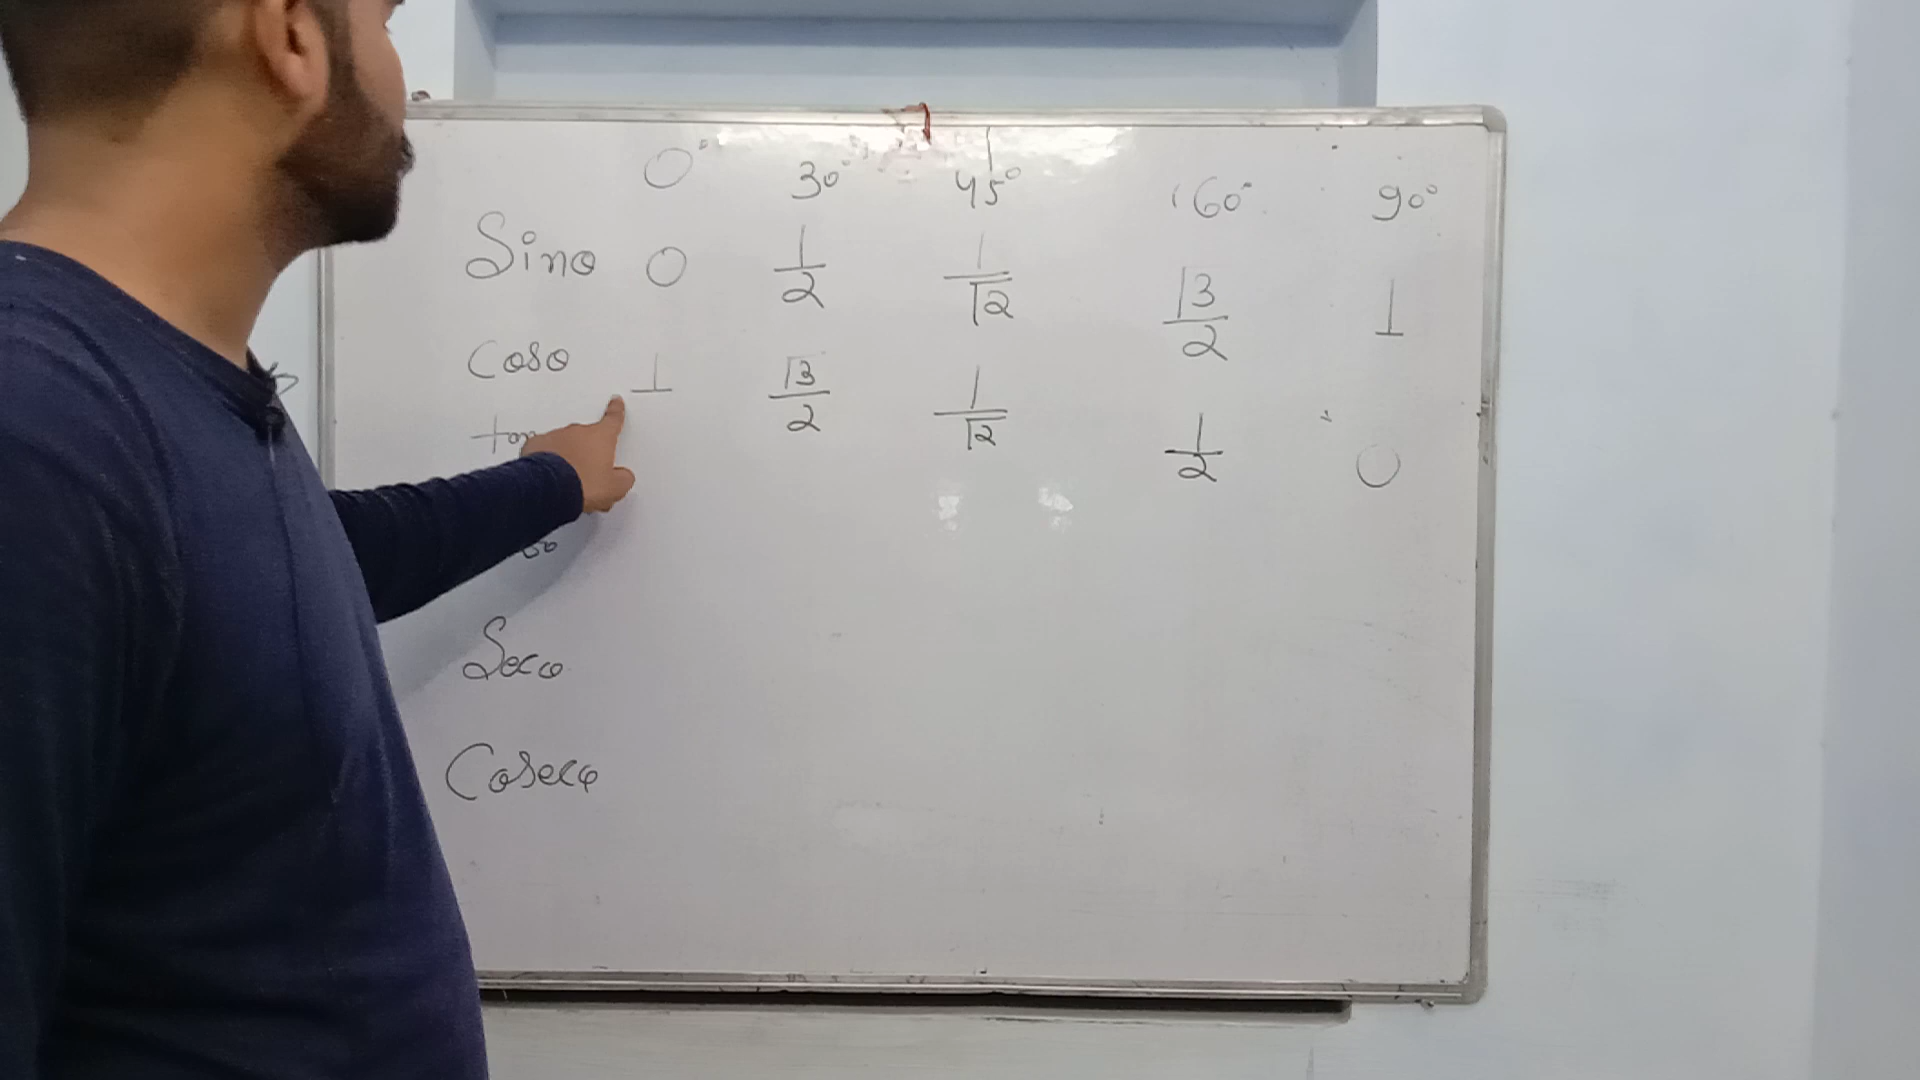 0° 30° 45° 60° 90°
Sinθ 0 1/2 1/√2 √3/2 1
Cosθ 1 √3/2 1/√2 1/2 0
tan
Secθ
Cosecθ